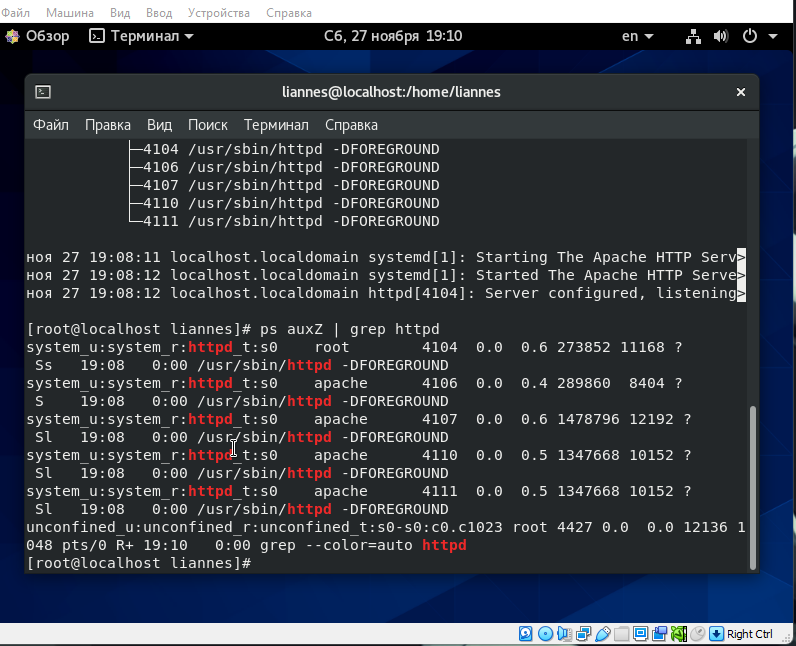 Файл Машина Вид Ввод Устройства Справка
Обзор Терминал Сб, 27 ноября 19:10 en
liannes@localhost:/home/liannes
Файл Правка Вид Поиск Терминал Справка
├─4104 /usr/sbin/httpd -DFOREGROUND
├─4106 /usr/sbin/httpd -DFOREGROUND
├─4107 /usr/sbin/httpd -DFOREGROUND
├─4110 /usr/sbin/httpd -DFOREGROUND
└─4111 /usr/sbin/httpd -DFOREGROUND
ноя 27 19:08:11 localhost.localdomain systemd[1]: Starting The Apache HTTP Serv>
ноя 27 19:08:12 localhost.localdomain systemd[1]: Started The Apache HTTP Serve>
ноя 27 19:08:12 localhost.localdomain httpd[4104]: Server configured, listening>
[root@localhost liannes]# ps auxZ | grep httpd
system_u:system_r:httpd_t:s0    root        4104  0.0  0.6 273852 11168 ?
Ss   19:08   0:00 /usr/sbin/httpd -DFOREGROUND
system_u:system_r:httpd_t:s0    apache      4106  0.0  0.4 289860  8404 ?
S    19:08   0:00 /usr/sbin/httpd -DFOREGROUND
system_u:system_r:httpd_t:s0    apache      4107  0.0  0.6 1478796 12192 ?
Sl   19:08   0:00 /usr/sbin/httpd -DFOREGROUND
system_u:system_r:httpd_t:s0    apache      4110  0.0  0.5 1347668 10152 ?
Sl   19:08   0:00 /usr/sbin/httpd -DFOREGROUND
system_u:system_r:httpd_t:s0    apache      4111  0.0  0.5 1347668 10152 ?
Sl   19:08   0:00 /usr/sbin/httpd -DFOREGROUND
unconfined_u:unconfined_r:unconfined_t:s0-s0:c0.c1023 root 4427 0.0  0.0 12136 1
048 pts/0 R+ 19:10   0:00 grep --color=auto httpd
[root@localhost liannes]#
Right Ctrl